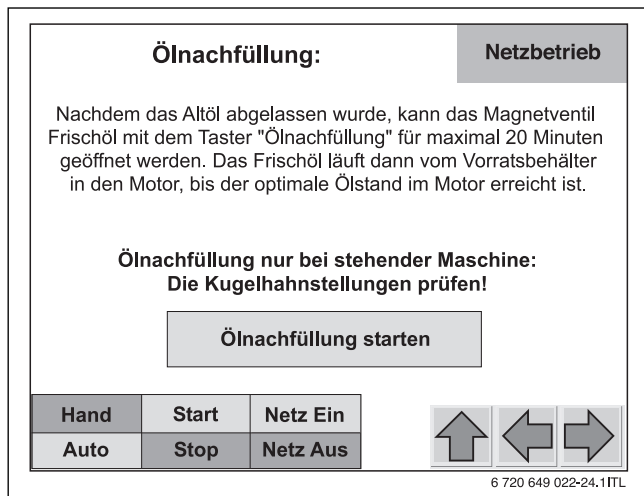 Ölnachfüllung:
Netzbetrieb
Nachdem das Altöl abgelassen wurde, kann das Magnetventil
Frischöl mit dem Taster "Ölnachfüllung" für maximal 20 Minuten
geöffnet werden. Das Frischöl läuft dann vom Vorratsbehälter
in den Motor, bis der optimale Ölstand im Motor erreicht ist.
Ölnachfüllung nur bei stehender Maschine:
Die Kugelhahnstellungen prüfen!
Ölnachfüllung starten
Hand Start Netz Ein
Auto Stop Netz Aus
6 720 649 022-24.1ITL